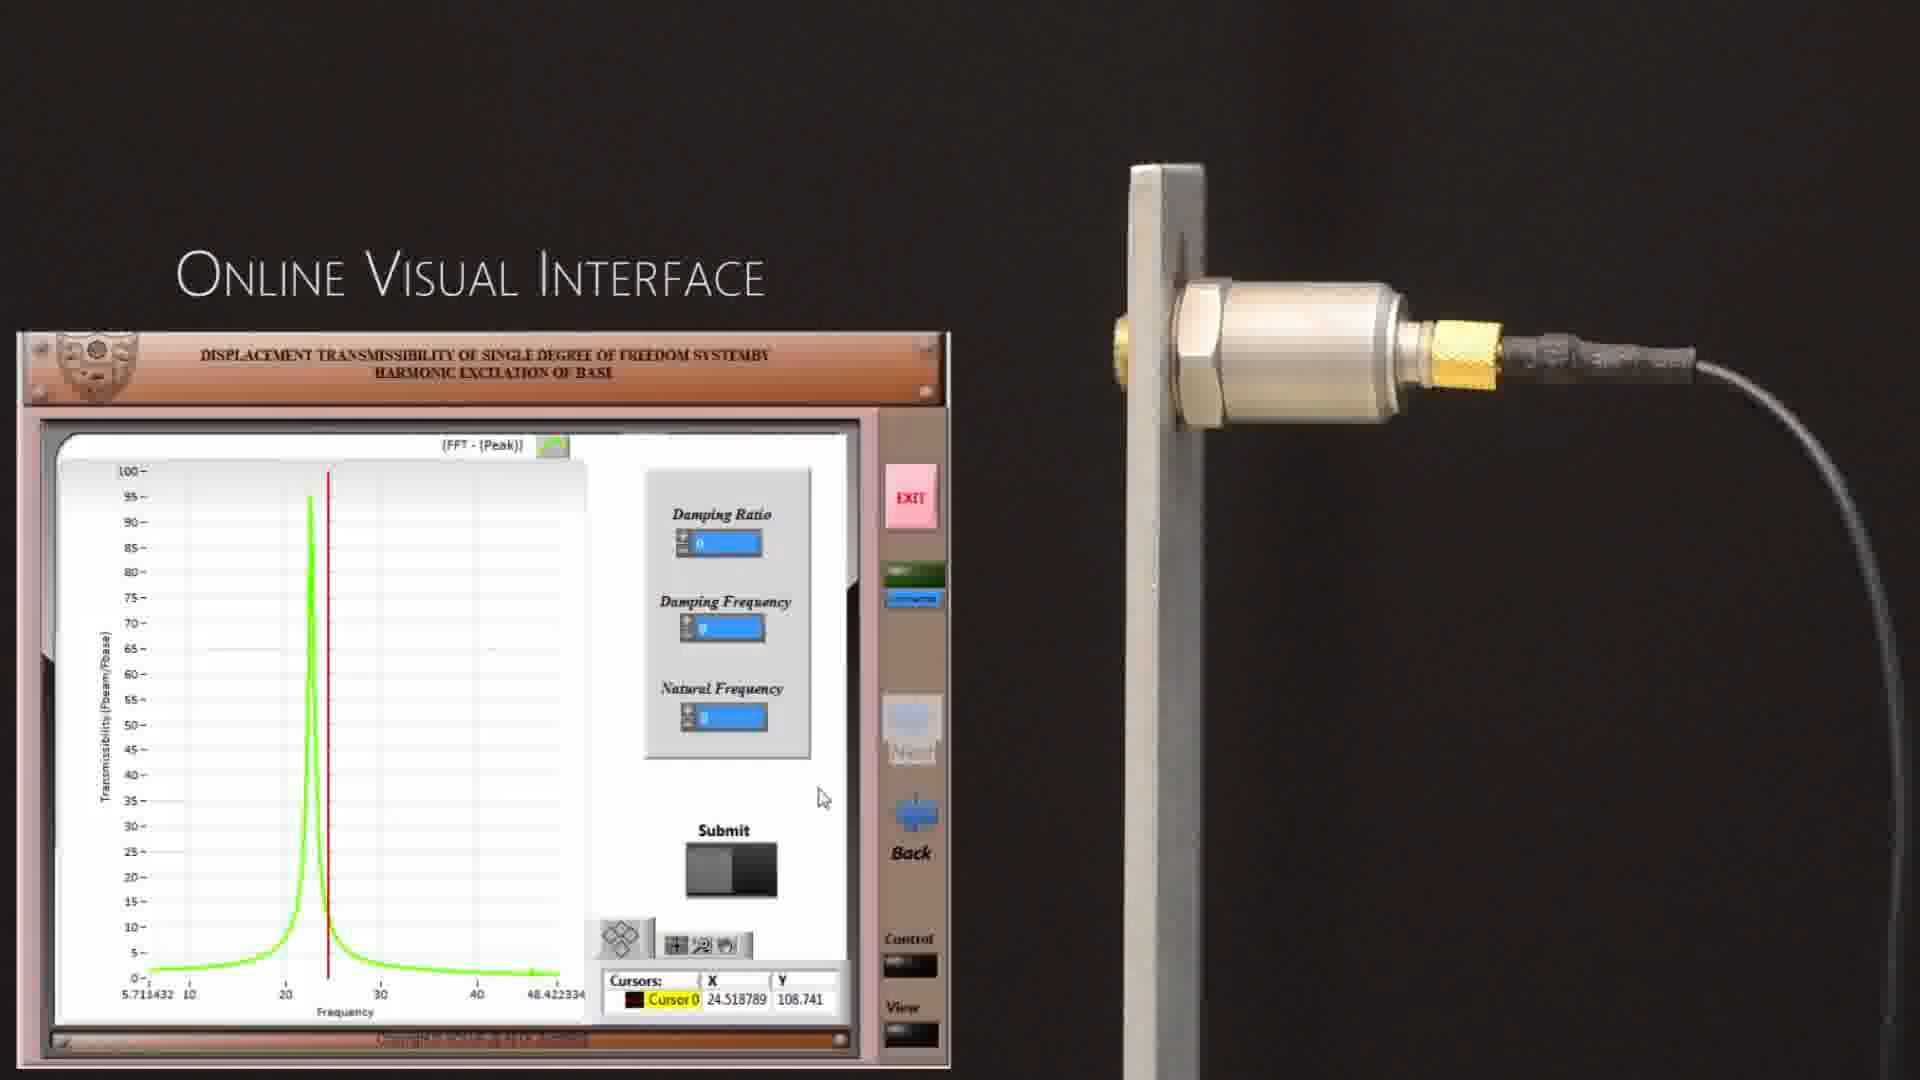 ONLINE VISUAL INTERFACE
DISPLACEMENT TRANSMISSIBILITY OF SINGLE DEGREE OF FREEDOM SYSTEMBY
HARMONIC EXCITATION OF BASE
(FFT - (Peak))
100
95
90
85
80
75
70
65
60
55
50
45
40
35
30
25
20
15
10
5
0
Transmissibility (Pbeam/Pbase)
5.711432 10 20 30 40 48.422334
Frequency
Damping Ratio
0
Damping Frequency
0
Natural Frequency
0
Submit
Cursors: X Y
Cursor 0 24.518789 108.741
EXIT
Next
Back
Control
View